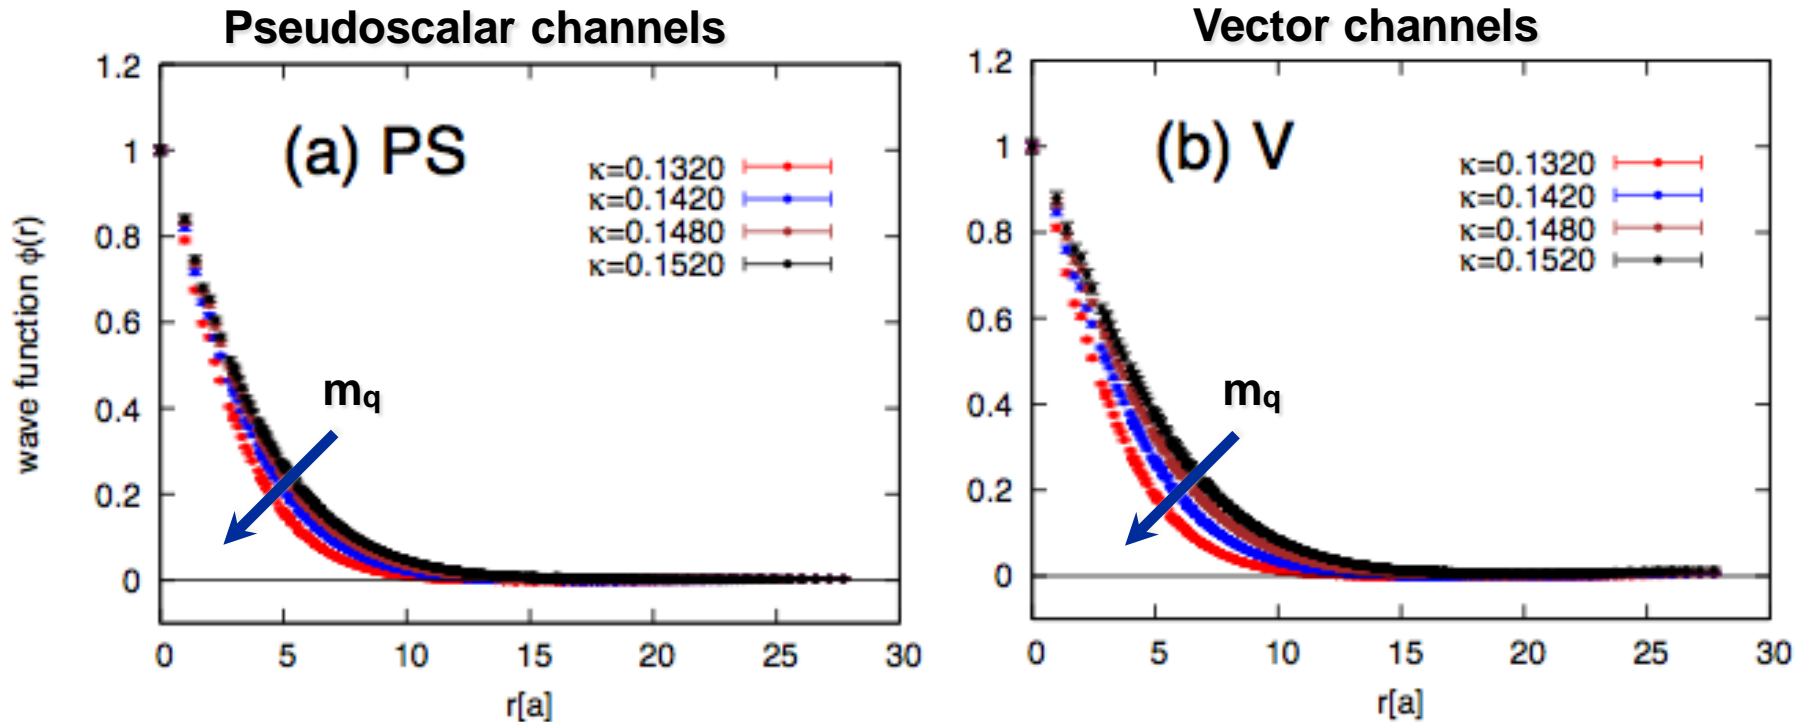 Pseudoscalar channels
1.2
1
0.8
0.6
0.4
0.2
0
wave function ϕ(r)
(a) PS
κ=0.1320
κ=0.1420
κ=0.1480
κ=0.1520
mq
0 5 10 15 20 25 30
r[a]
Vector channels
1.2
1
0.8
0.6
0.4
0.2
0
(b) V
κ=0.1320
κ=0.1420
κ=0.1480
κ=0.1520
mq
0 5 10 15 20 25 30
r[a]